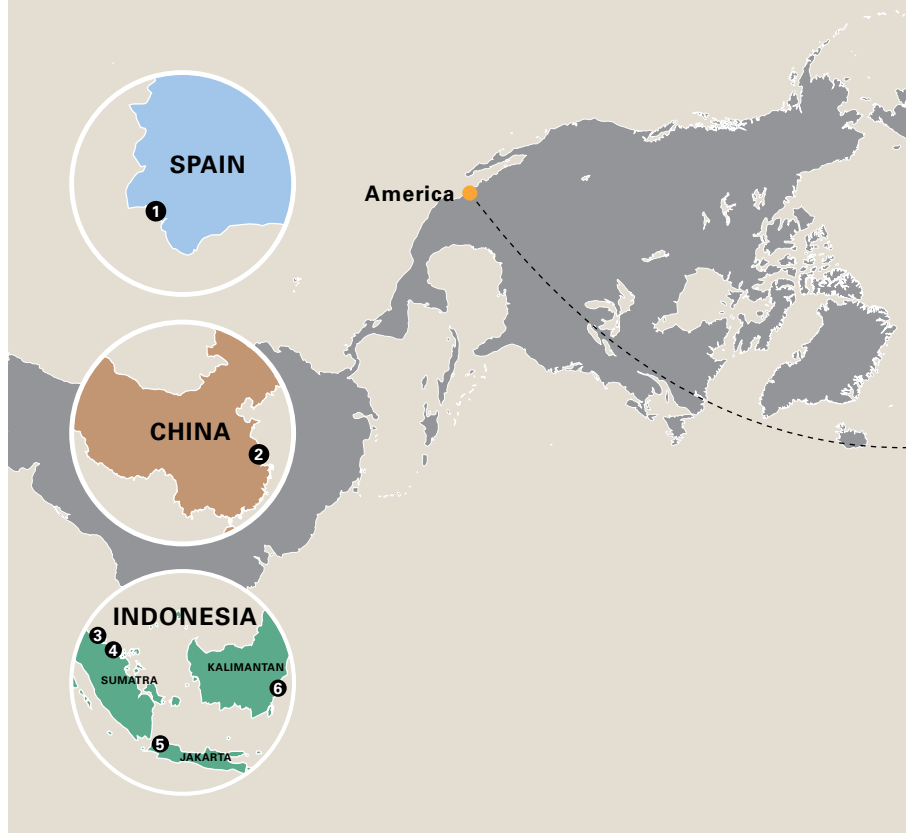 SPAIN
1
America
CHINA
2
INDONESIA
3
4
KALIMANTAN
SUMATRA
6
5
JAKARTA